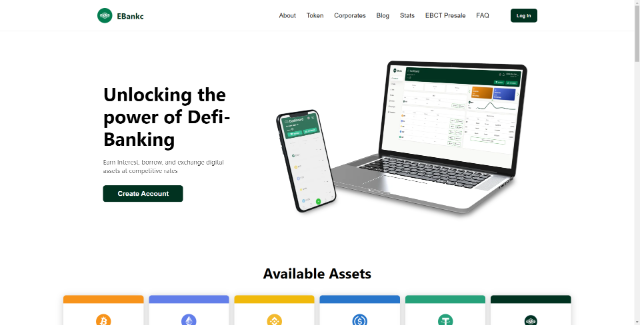 EBankc
About Token Corporates Blog Stats EBCT Presale FAQ Log In
Unlocking the
power of Defi-
Banking
Earn interest, borrow, and exchange digital
assets at competitive rates
Create Account
Available Assets